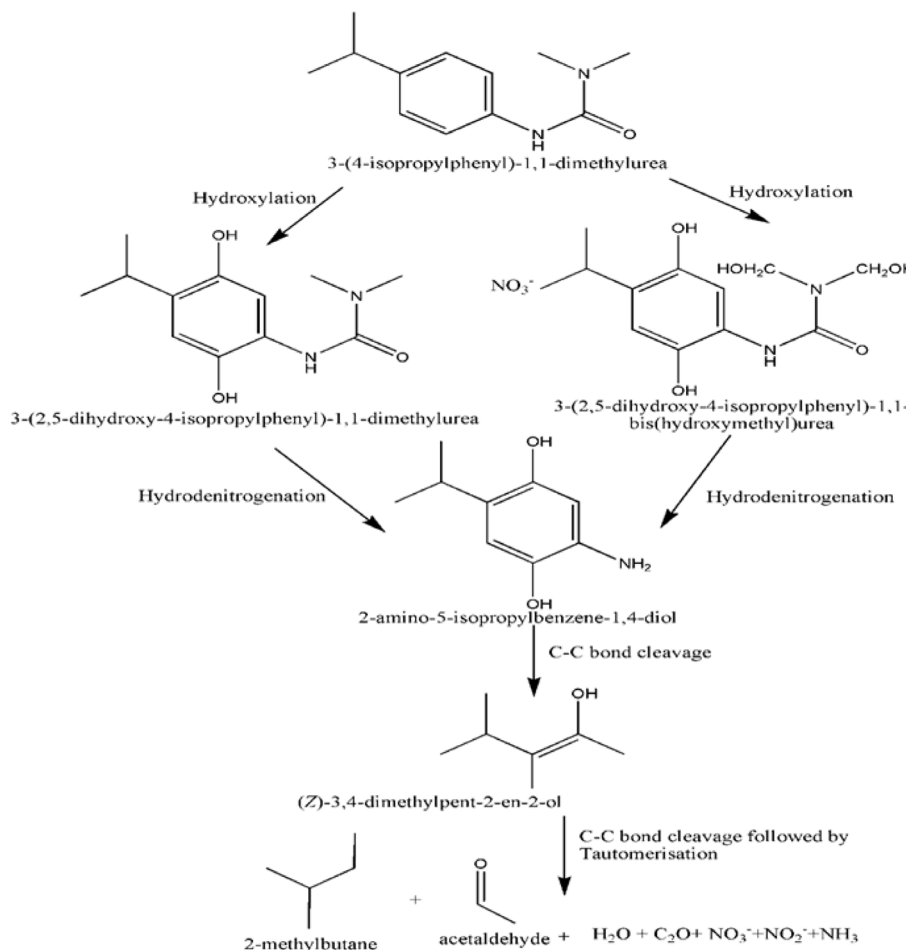 N
N
H
O
3-(4-isopropylphenyl)-1,1-dimethylurea
Hydroxylation
Hydroxylation
OH
N
N
H
O
OH
3-(2,5-dihydroxy-4-isopropylphenyl)-1,1-dimethylurea
NO3-
OH
HOH2C
CH2OH
N
N
H
O
OH
3-(2,5-dihydroxy-4-isopropylphenyl)-1,1-
bis(hydroxymethyl)urea
Hydrodenitrogenation
Hydrodenitrogenation
OH
NH2
OH
2-amino-5-isopropylbenzene-1,4-diol
C-C bond cleavage
OH
(Z)-3,4-dimethylpent-2-en-2-ol
C-C bond cleavage followed by
Tautomerisation
2-methylbutane
+
O
acetaldehyde
+ H2O + C2O+ NO3-+NO2-+NH3